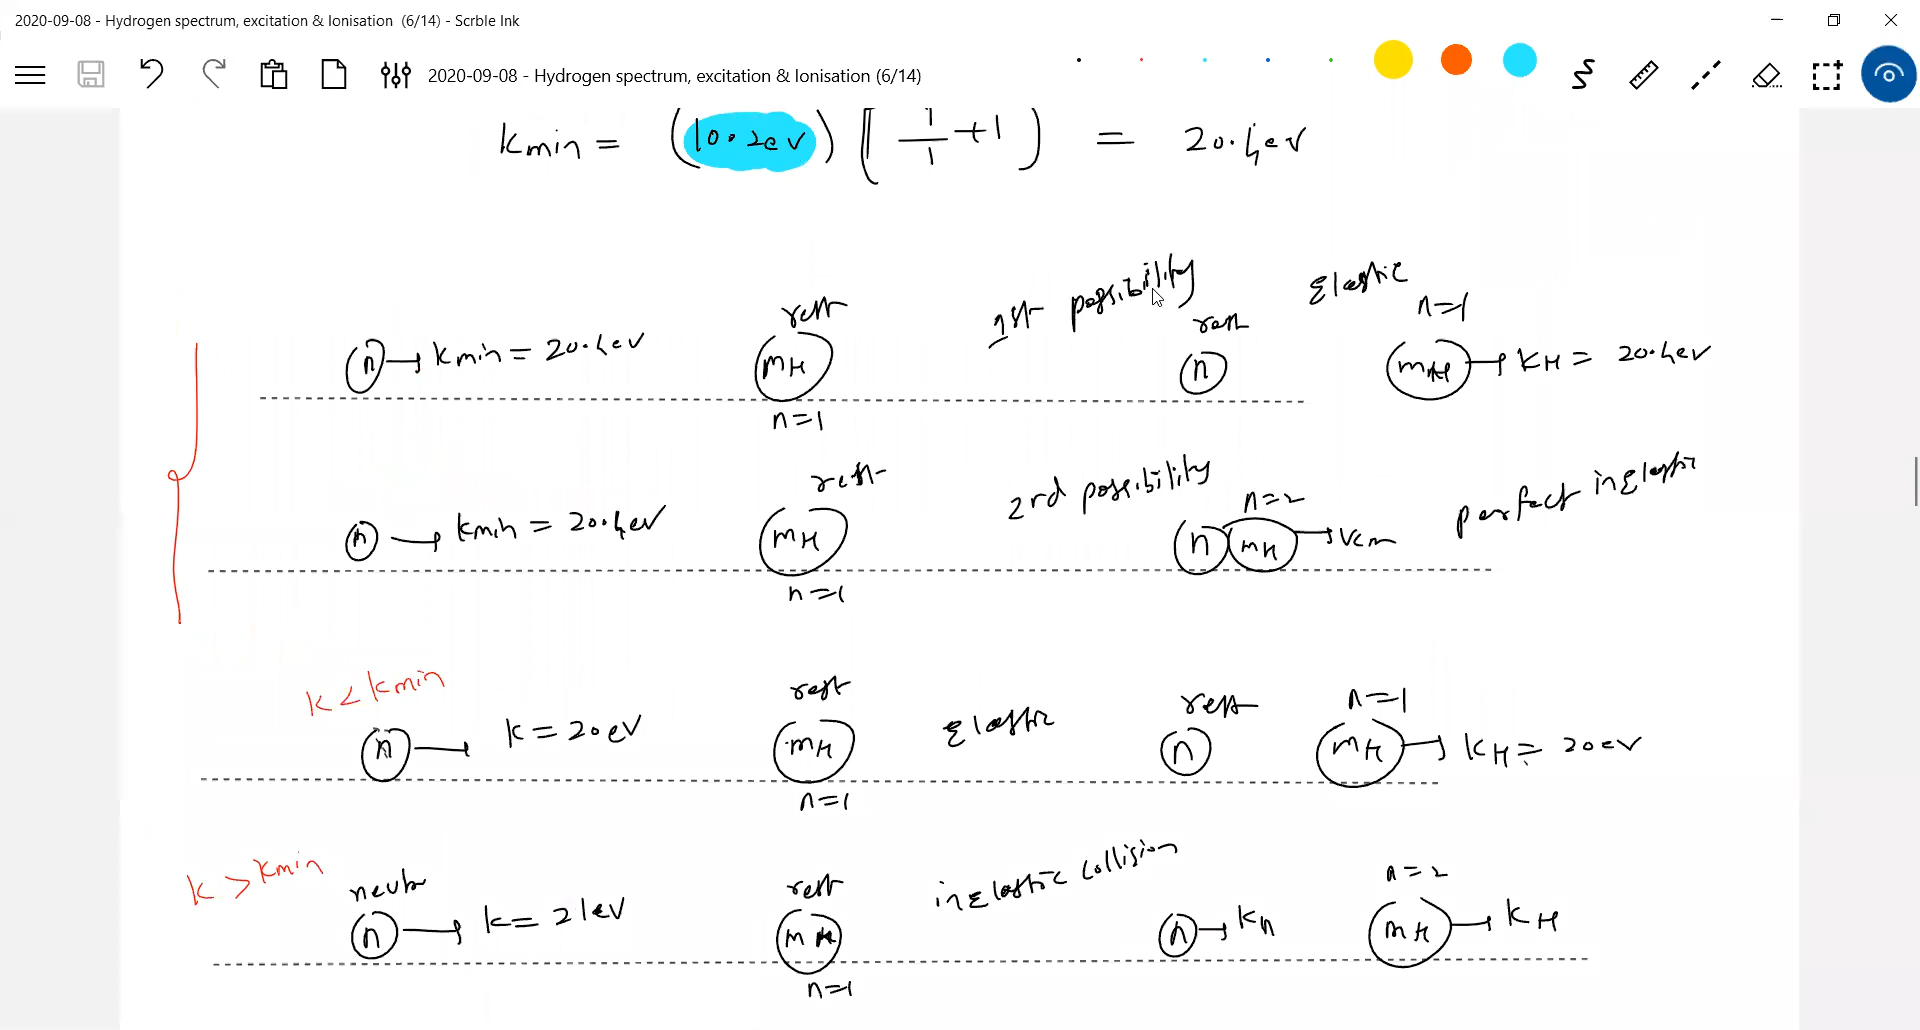 2020-09-08 - Hydrogen spectrum, excitation & Ionisation (6/14) - Scrble Ink
2020-09-08 - Hydrogen spectrum, excitation & Ionisation (6/14)
Kmin = (10.2eV) [1/1 + 1) = 20.4eV
rest 1st possibility rest Elastic n=1
n → Kmin = 20.4eV mH n mH → KH = 20.4eV
n=1
rest 2rd possibility n=2 perfect inElastic
n → Kmin = 20.4eV mH n mH → Vcm
n=1
K < Kmin rest Elastic rest n=1
n → K = 20eV mH n mH → KH = 20eV
n=1
K > Kmin neutr rest inElastic collision n=2
n → K = 21eV mH n → Kn mH → KH
n=1